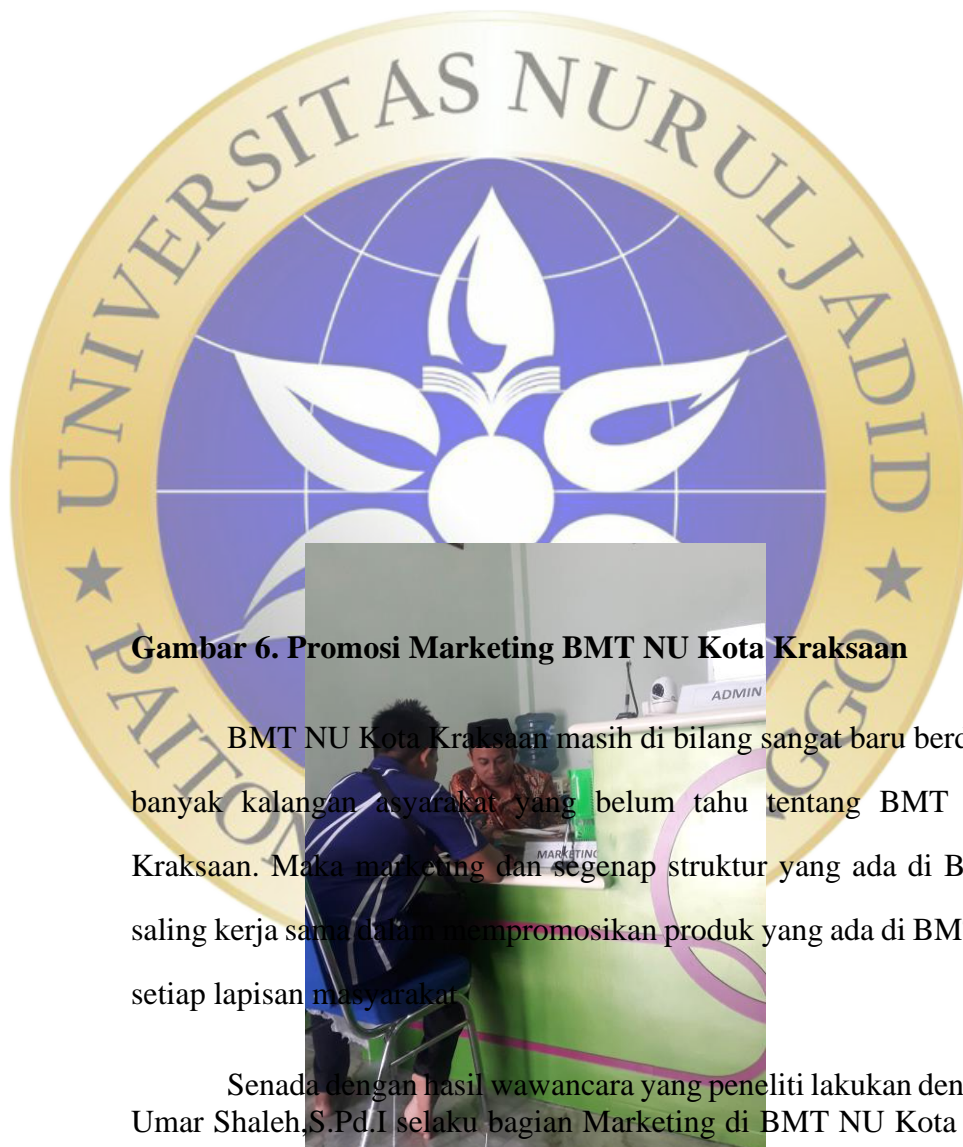 UNIVERSITAS NURUL JADID
PAITON GGO
Gambar 6. Promosi Marketing BMT NU Kota Kraksaan
ADMIN
BMT NU Kota Kraksaan masih di bilang sangat baru berd
banyak kalangan asyarakat yang belum tahu tentang BMT
MARKETING
Kraksaan. Maka marketing dan segenap struktur yang ada di B
saling kerja sama dalam mempromosikan produk yang ada di BM
setiap lapisan masyarakat
Senada dengan hasil wawancara yang peneliti lakukan den
Umar Shaleh,S.Pd.I selaku bagian Marketing di BMT NU Kota